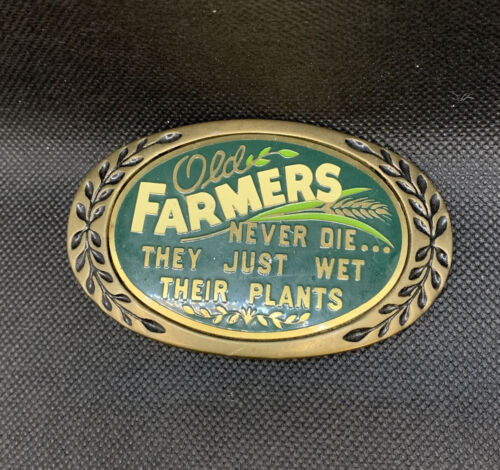 Old
FARMERS
NEVER DIE...
THEY JUST WET
THEIR PLANTS